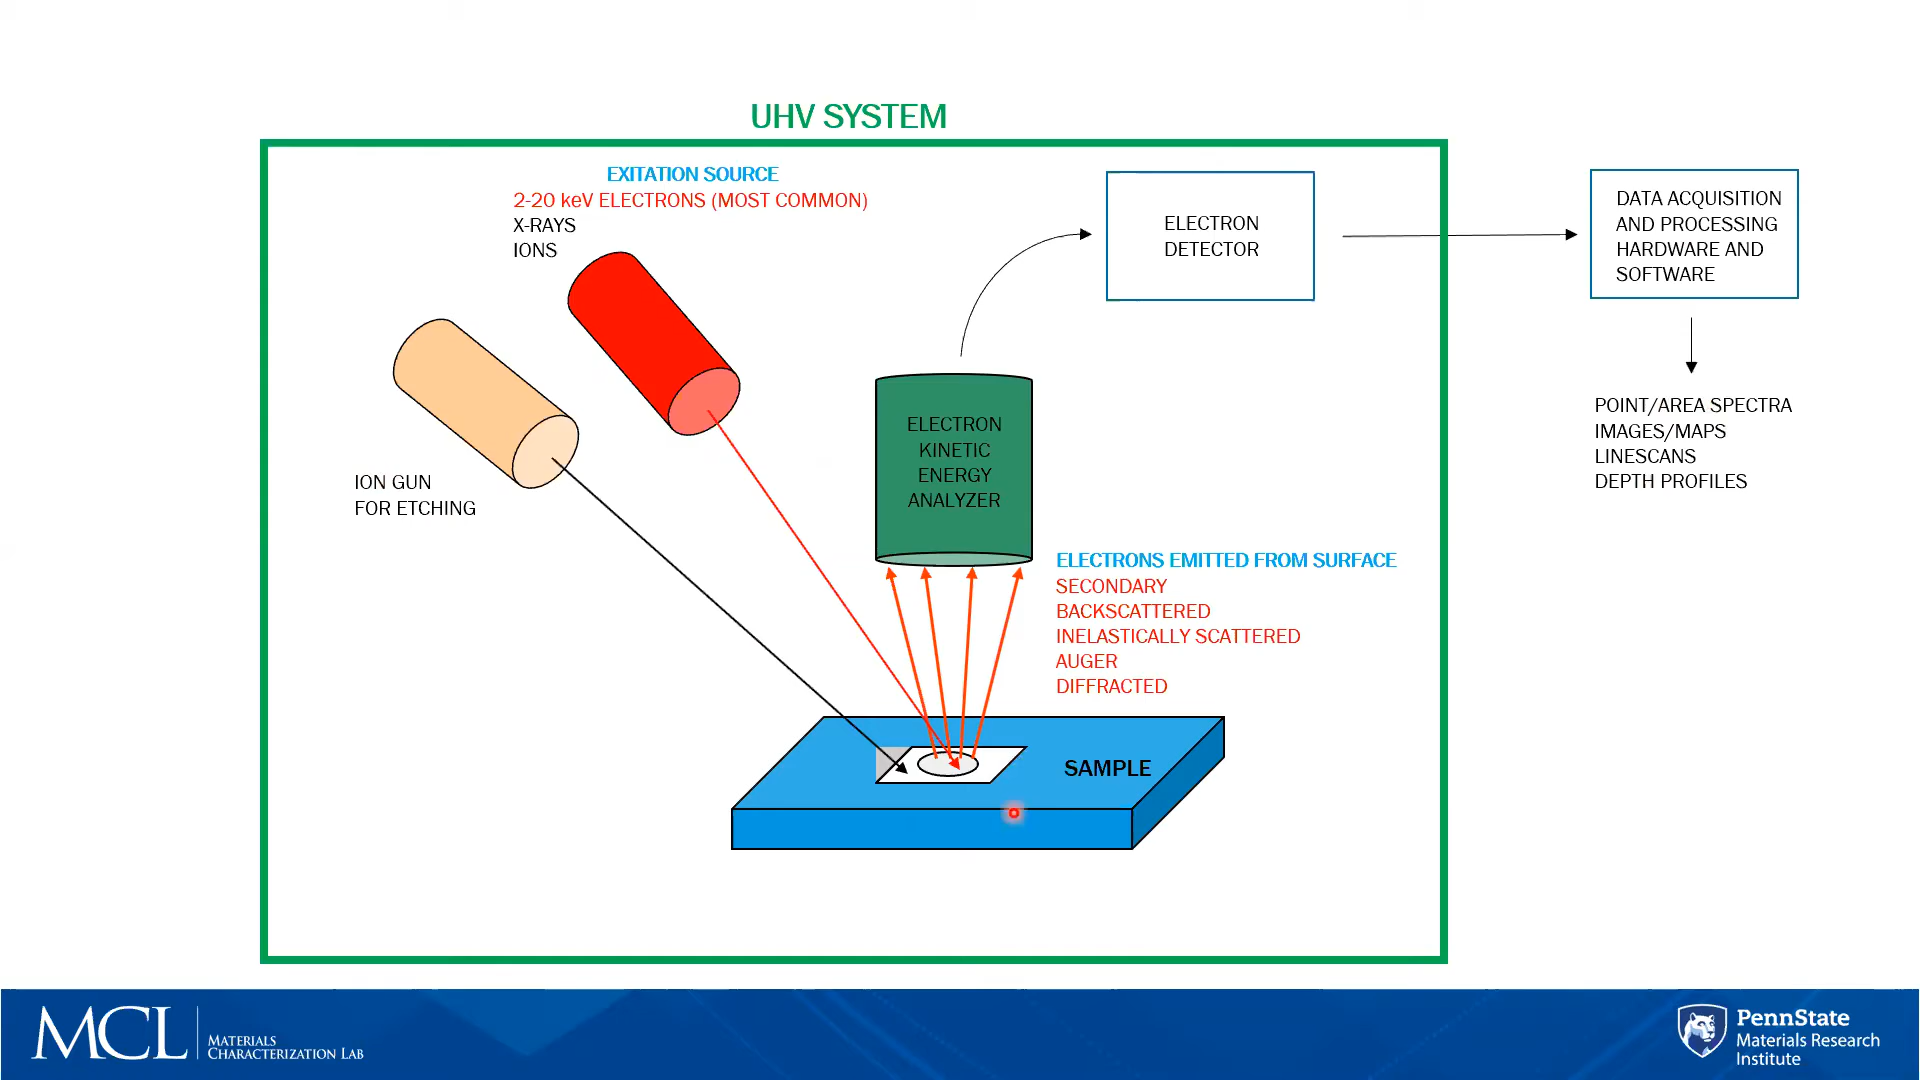 UHV SYSTEM
EXITATION SOURCE
2-20 keV ELECTRONS (MOST COMMON)
X-RAYS
IONS
ION GUN
FOR ETCHING
ELECTRON
KINETIC
ENERGY
ANALYZER
ELECTRON
DETECTOR
DATA ACQUISITION
AND PROCESSING
HARDWARE AND
SOFTWARE
POINT/AREA SPECTRA
IMAGES/MAPS
LINESCANS
DEPTH PROFILES
ELECTRONS EMITTED FROM SURFACE
SECONDARY
BACKSCATTERED
INELASTICALLY SCATTERED
AUGER
DIFFRACTED
SAMPLE
MCL
MATERIALS
CHARACTERIZATION LAB
PennState
Materials Research
Institute